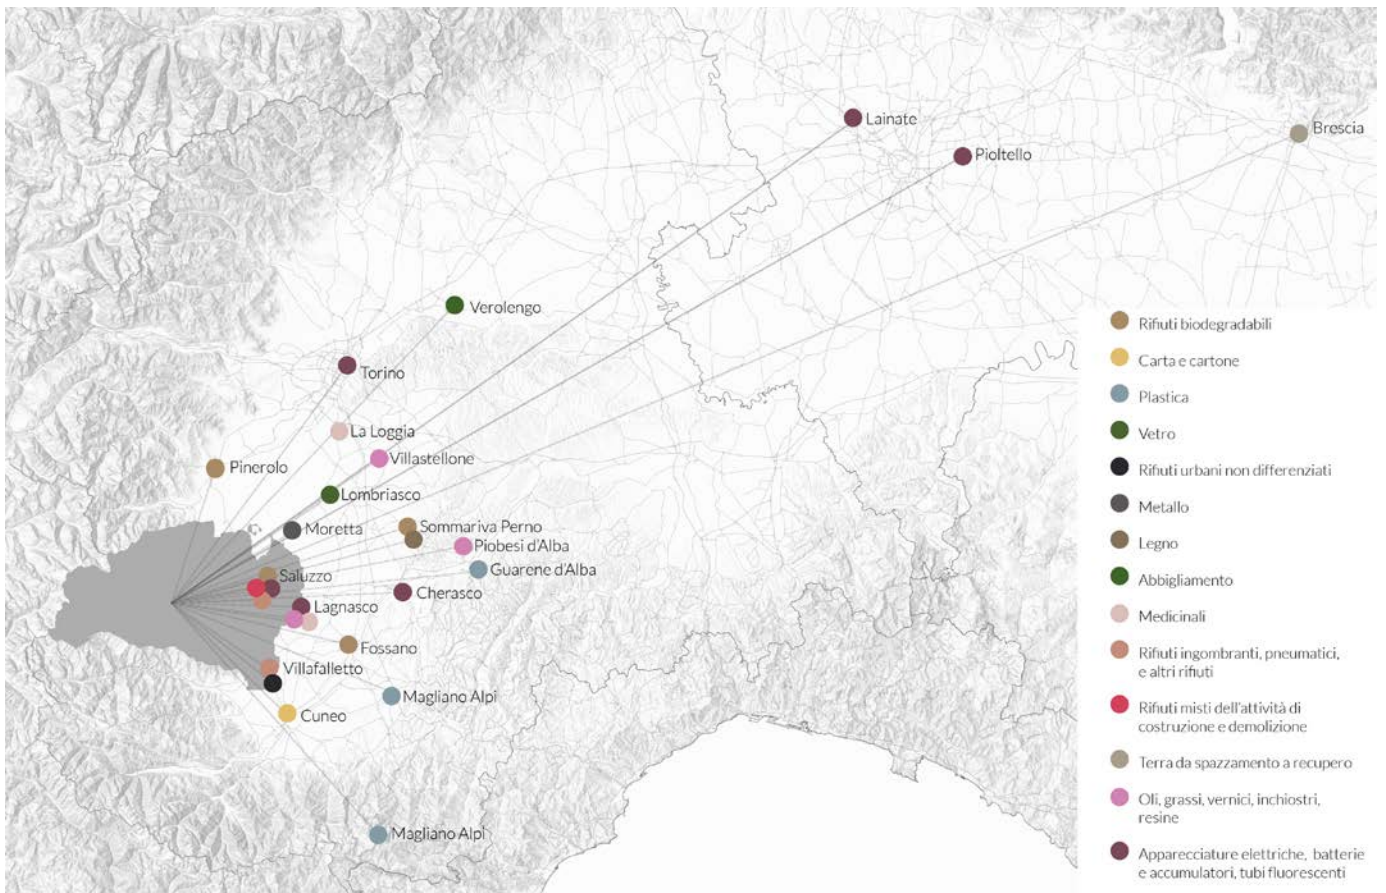 Lainate
Brescia
Pioltello
Verolengo
Torino
La Loggia
Villastellone
Pinerolo
Lombriasco
Moretta
Sommariva Perno
Piobesi d'Alba
Guarene d'Alba
Saluzzo
Cherasco
Lagnasco
Fossano
Villafalletto
Magliano Alpi
Cuneo
Magliano Alpi
Rifiuti biodegradabili
Carta e cartone
Plastica
Vetro
Rifiuti urbani non differenziati
Metallo
Legno
Abbigliamento
Medicinali
Rifiuti ingombranti, pneumatici,
e altri rifiuti
Rifiuti misti dell'attività di
costruzione e demolizione
Terra da spazzamento a recupero
Oli, grassi, vernici, inchiostri,
resine
Apparecciature elettriche, batterie
e accumulatori, tubi fluorescenti